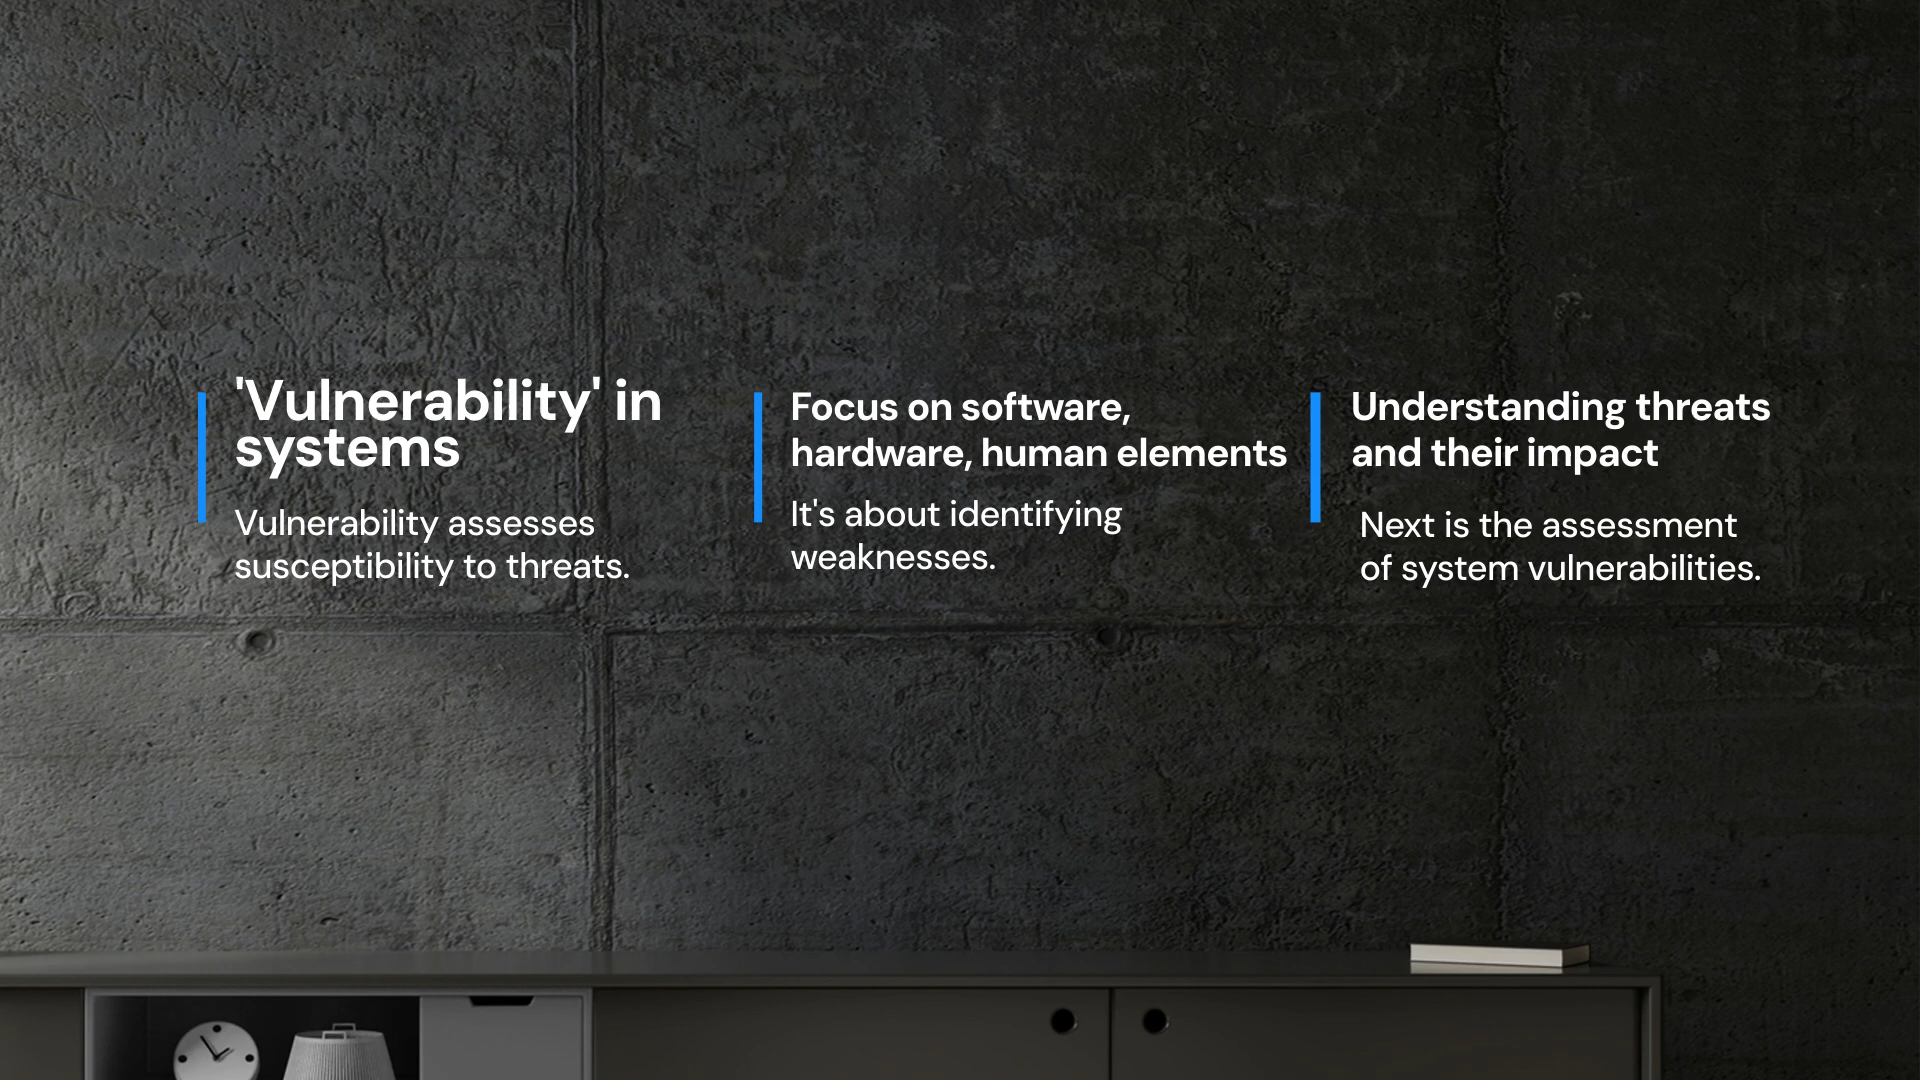 'Vulnerability' in
systems
Vulnerability assesses
susceptibility to threats.
Focus on software,
hardware, human elements
It's about identifying
weaknesses.
Understanding threats
and their impact
Next is the assessment
of system vulnerabilities.